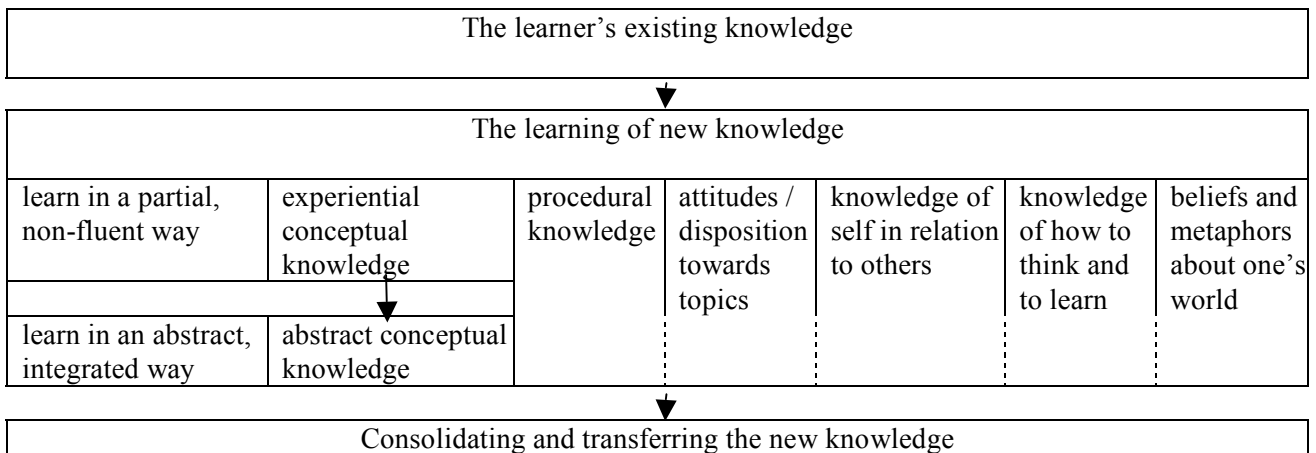 The learner’s existing knowledge
The learning of new knowledge
learn in a partial,
non-fluent way
experiential
conceptual
knowledge
procedural
knowledge
attitudes /
disposition
towards
topics
knowledge of
self in relation
to others
knowledge
of how to
think and
to learn
beliefs and
metaphors
about one’s
world
learn in an abstract,
integrated way
abstract conceptual
knowledge
Consolidating and transferring the new knowledge